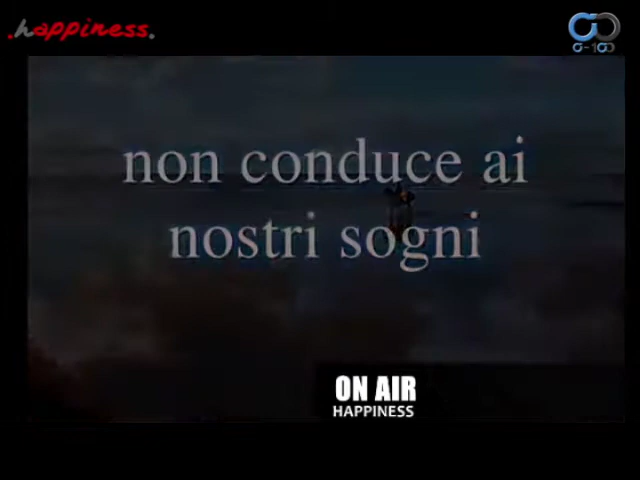 .happiness.
σ-100
non conduce ai
nostri sogni
ON AIR
HAPPINESS